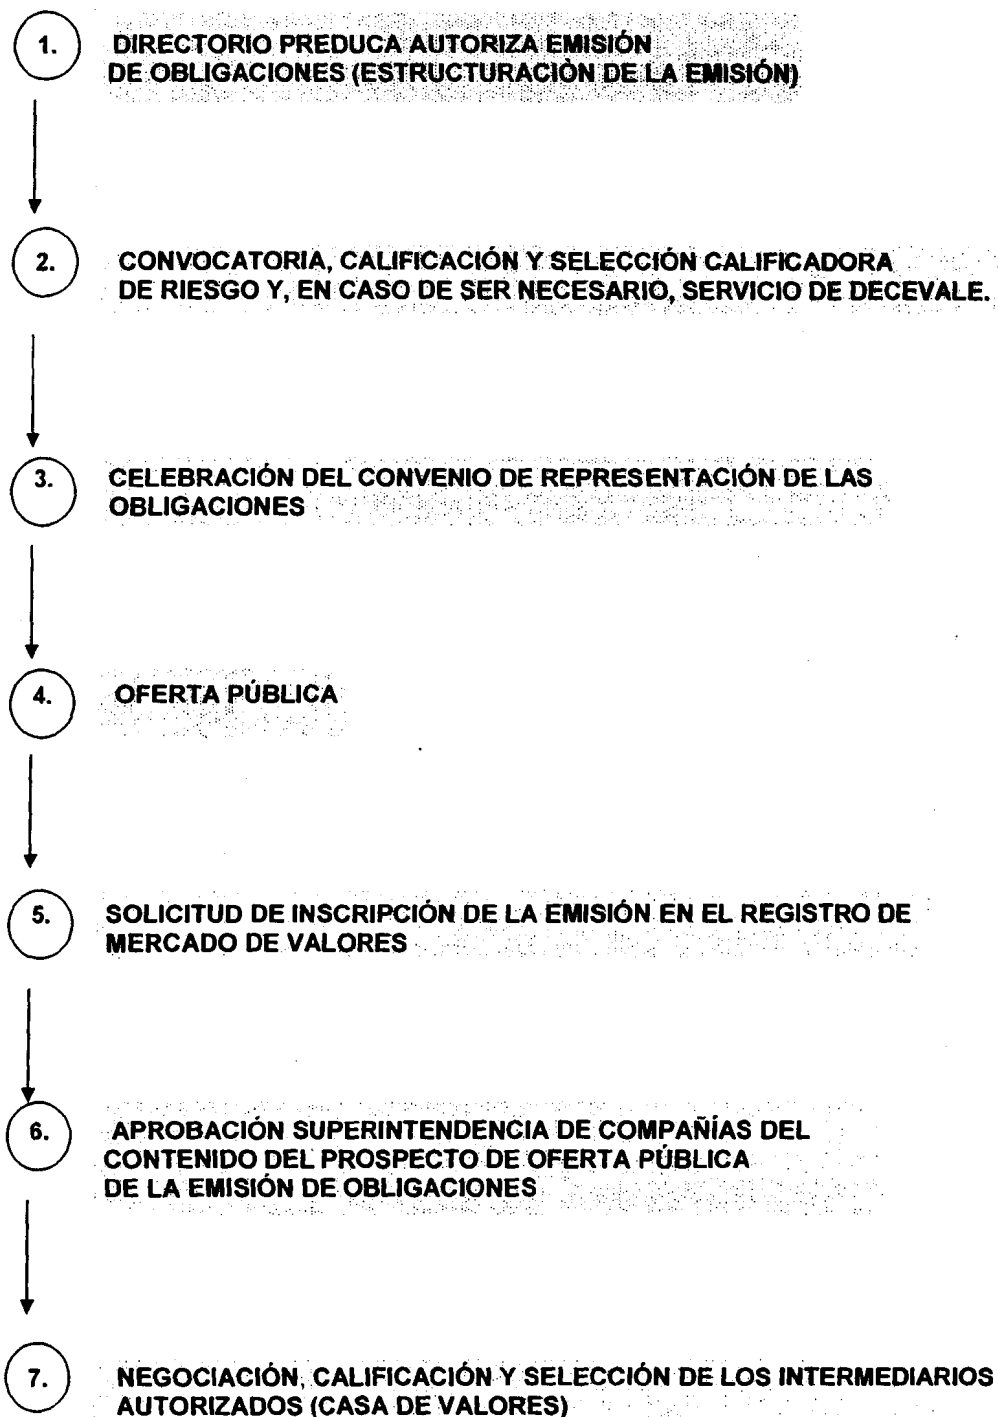 1. DIRECTORIO PREDUCA AUTORIZA EMISIÓN
DE OBLIGACIONES (ESTRUCTURACIÒN DE LA EMISIÓN)
2. CONVOCATORIA, CALIFICACIÓN Y SELECCIÓN CALIFICADORA
DE RIESGO Y, EN CASO DE SER NECESARIO, SERVICIO DE DECEVALE.
3. CELEBRACIÓN DEL CONVENIO DE REPRESENTACIÓN DE LAS
OBLIGACIONES
4. OFERTA PÚBLICA
5. SOLICITUD DE INSCRIPCIÓN DE LA EMISIÓN EN EL REGISTRO DE
MERCADO DE VALORES
6. APROBACIÓN SUPERINTENDENCIA DE COMPAÑÍAS DEL
CONTENIDO DEL PROSPECTO DE OFERTA PÚBLICA
DE LA EMISIÓN DE OBLIGACIONES
7. NEGOCIACIÓN, CALIFICACIÓN Y SELECCIÓN DE LOS INTERMEDIARIOS
AUTORIZADOS (CASA DE VALORES)